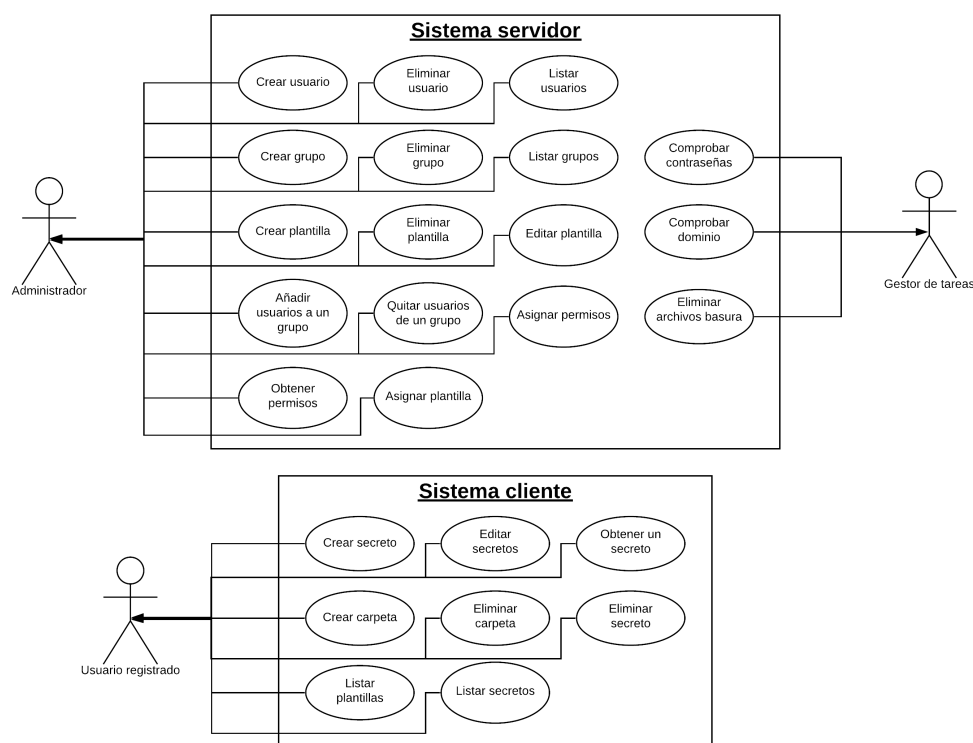 Sistema servidor
Crear usuario
Eliminar
usuario
Listar
usuarios
Crear grupo
Eliminar
grupo
Listar grupos
Comprobar
contraseñas
Crear plantilla
Eliminar
plantilla
Editar plantilla
Comprobar
dominio
Administrador
Gestor de tareas
Añadir
usuarios a un
grupo
Quitar usuarios
de un grupo
Asignar permisos
Eliminar
archivos basura
Obtener
permisos
Asignar plantilla
Sistema cliente
Crear secreto
Editar
secretos
Obtener un
secreto
Crear carpeta
Eliminar
carpeta
Eliminar
secreto
Usuario registrado
Listar
plantillas
Listar secretos